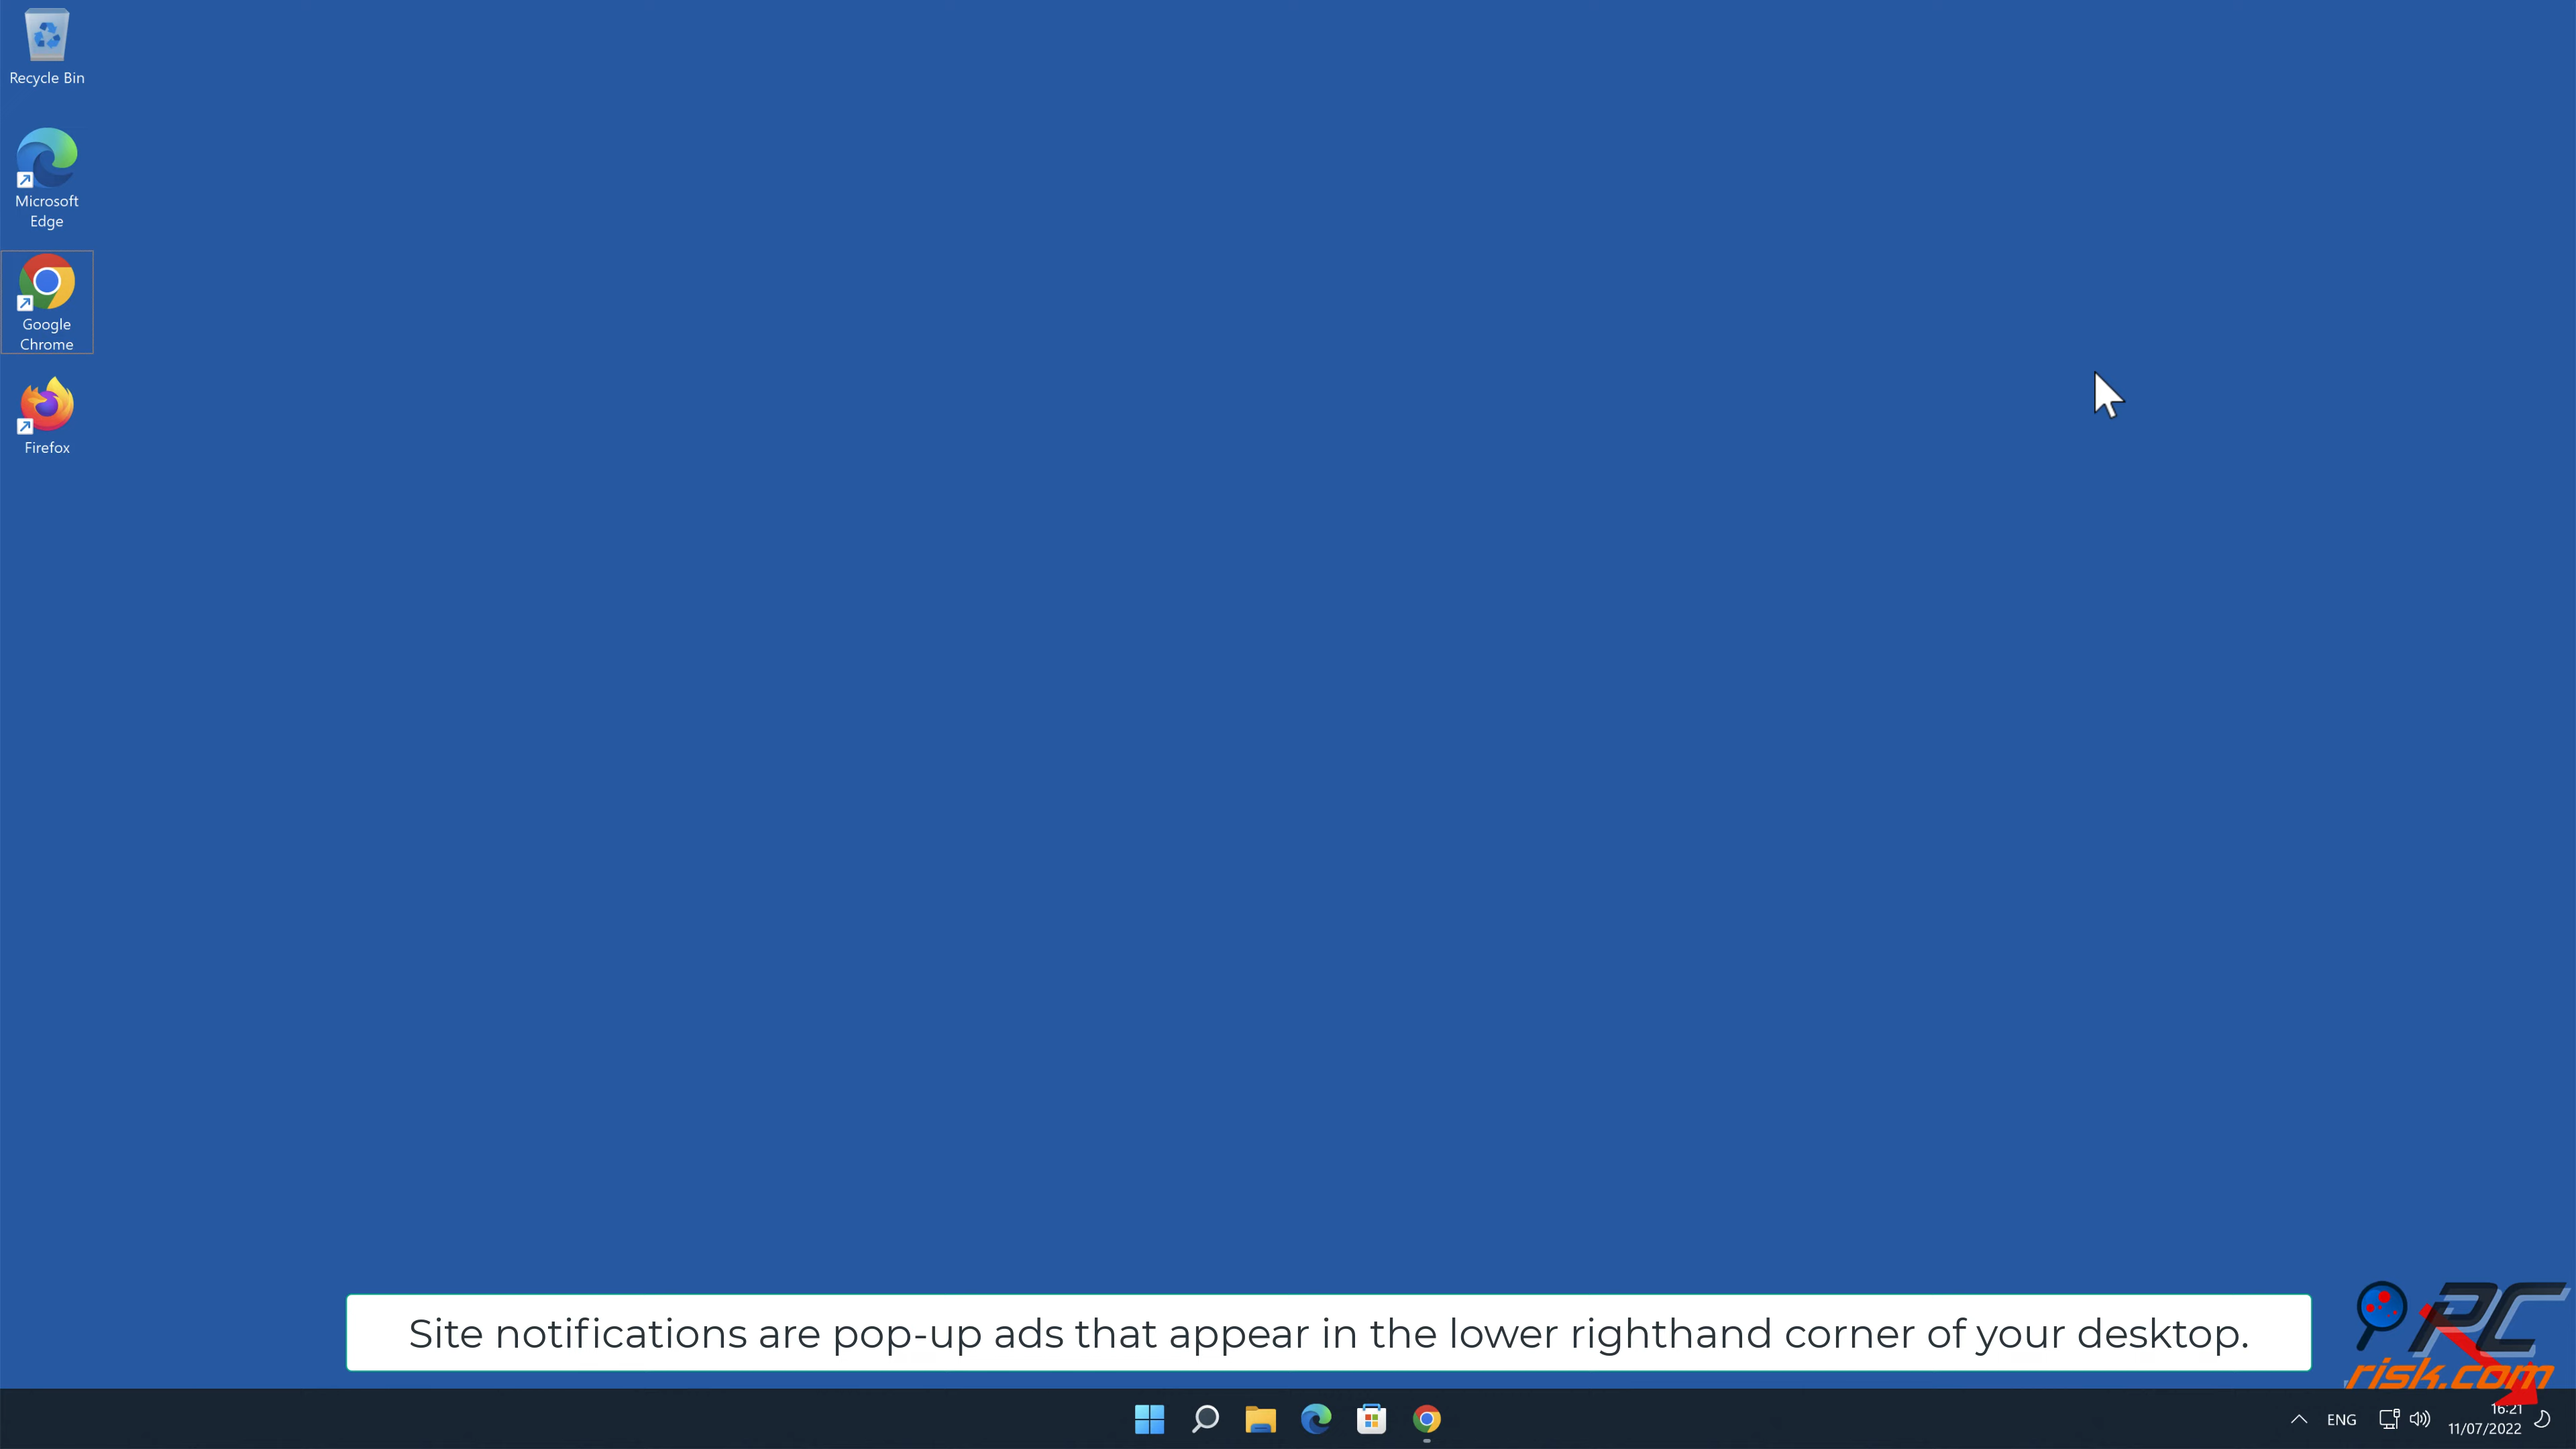 Recycle Bin
Microsoft
Edge
Google
Chrome
Firefox
Site notifications are pop-up ads that appear in the lower righthand corner of your desktop.
PC
risk.com
ENG
16:21
11/07/2022